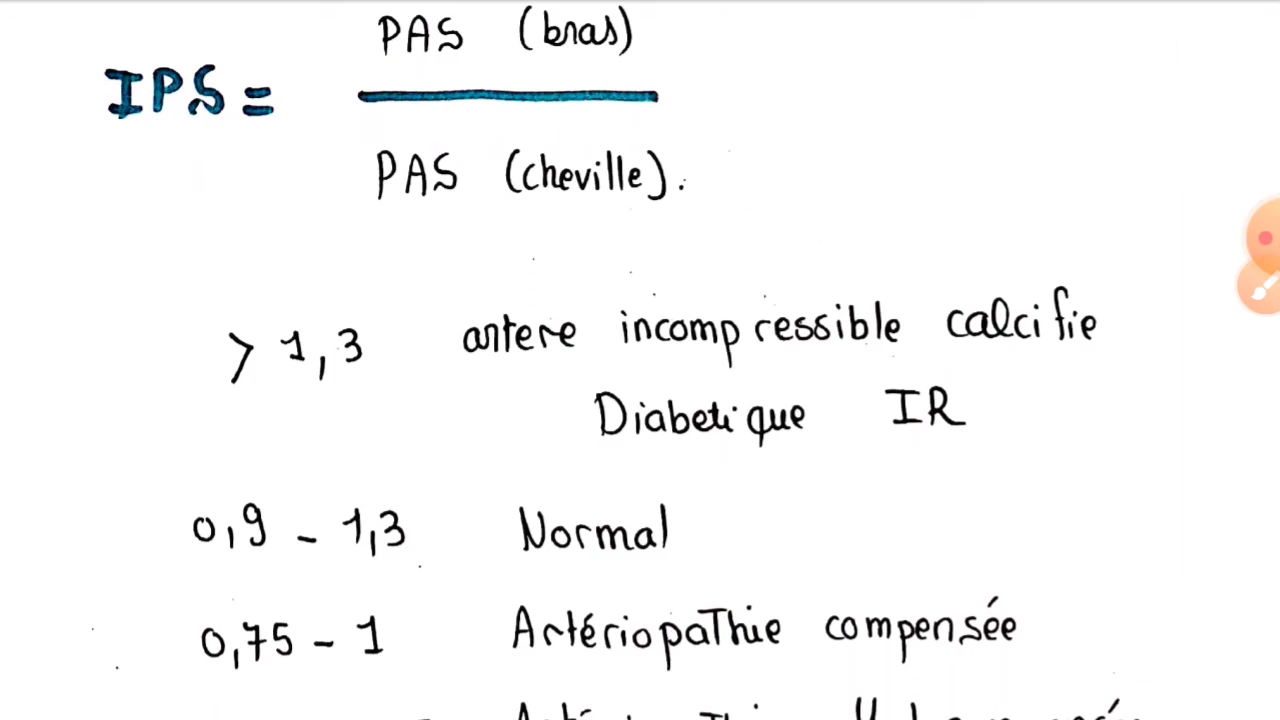 PAS (bras)
IPS =
PAS (cheville).
> 1,3 artere incompressible calcifie
Diabetique IR
0,9 - 1,3 Normal
0,75 - 1 Artériopathie compensée